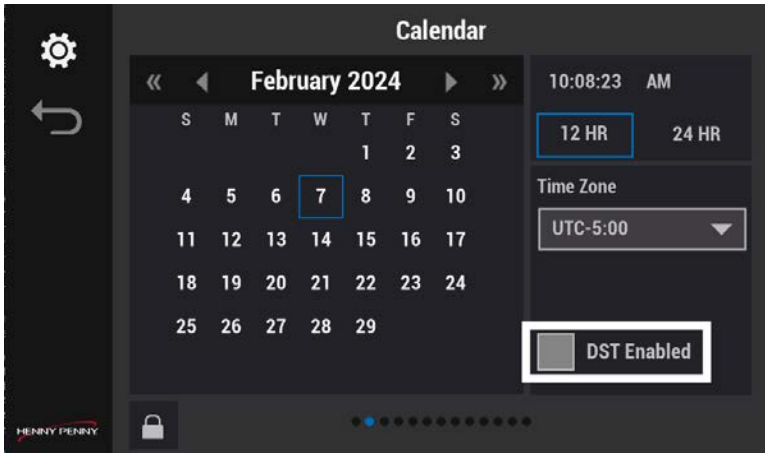 Calendar
« February 2024 »
S M T W T F S
1 2 3
4 5 6 7 8 9 10
11 12 13 14 15 16 17
18 19 20 21 22 23 24
25 26 27 28 29
10:08:23 AM
12 HR 24 HR
Time Zone
UTC-5:00
DST Enabled
HENNY PENNY